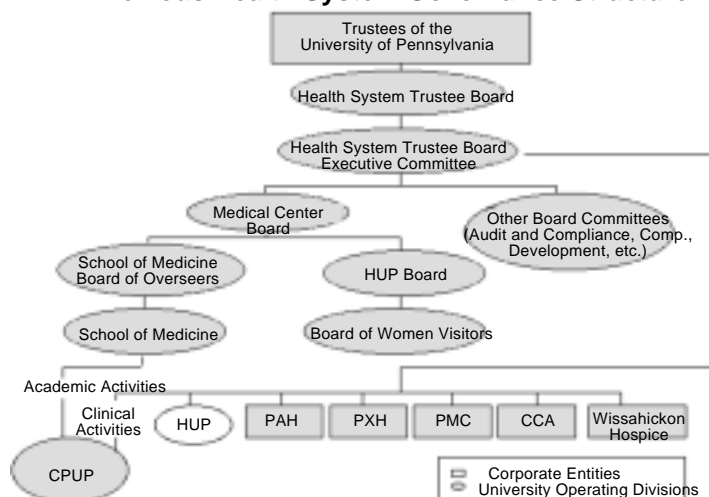 Trustees of the
University of Pennsylvania
Health System Trustee Board
Health System Trustee Board
Executive Committee
Medical Center
Board
Other Board Committees
(Audit and Compliance, Comp.,
Development, etc.)
School of Medicine
Board of Overseers
HUP Board
School of Medicine
Board of Women Visitors
Academic Activities
Clinical
Activities
HUP
PAH
PXH
PMC
CCA
Wissahickon
Hospice
CPUP
Corporate Entities
University Operating Divisions